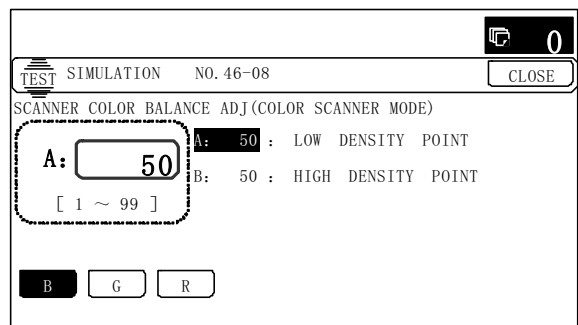 0
TEST SIMULATION NO.46-08 CLOSE
SCANNER COLOR BALANCE ADJ(COLOR SCANNER MODE)
A: 50 : LOW DENSITY POINT
A: 50
B: 50 : HIGH DENSITY POINT
[ 1 ~ 99 ]
B G R